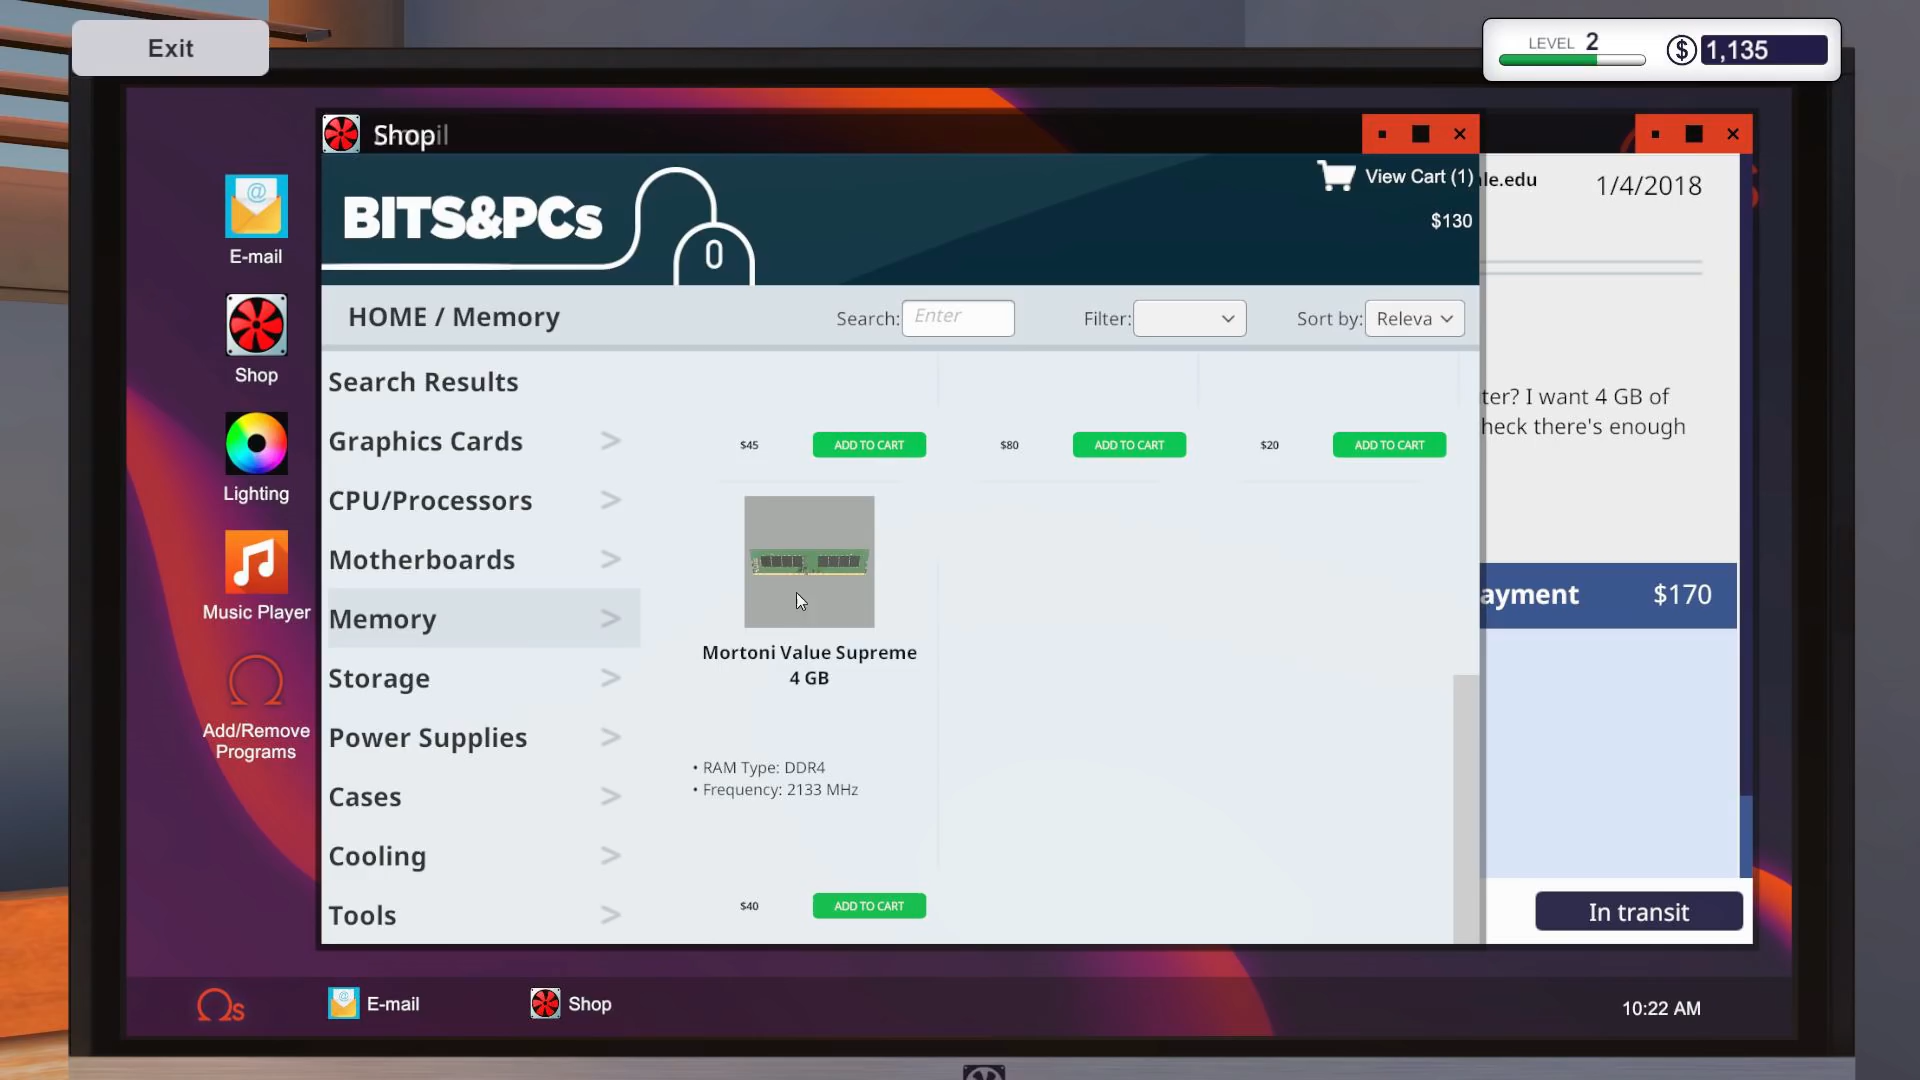 Exit
LEVEL 2
$ 1,135
Shop
BITS&PCs
View Cart (1)
$130
le.edu
1/4/2018
HOME / Memory
Search: Enter
Filter:
Sort by: Releva
Search Results
Graphics Cards >
CPU/Processors >
Motherboards >
Memory >
Storage >
Power Supplies >
Cases >
Cooling >
Tools >
$45 ADD TO CART
$80 ADD TO CART
$20 ADD TO CART
Mortoni Value Supreme
4 GB
• RAM Type: DDR4
• Frequency: 2133 MHz
$40 ADD TO CART
ter? I want 4 GB of
heck there's enough
ayment $170
In transit
E-mail
Shop
Lighting
Music Player
Add/Remove
Programs
Ωs
E-mail
Shop
10:22 AM